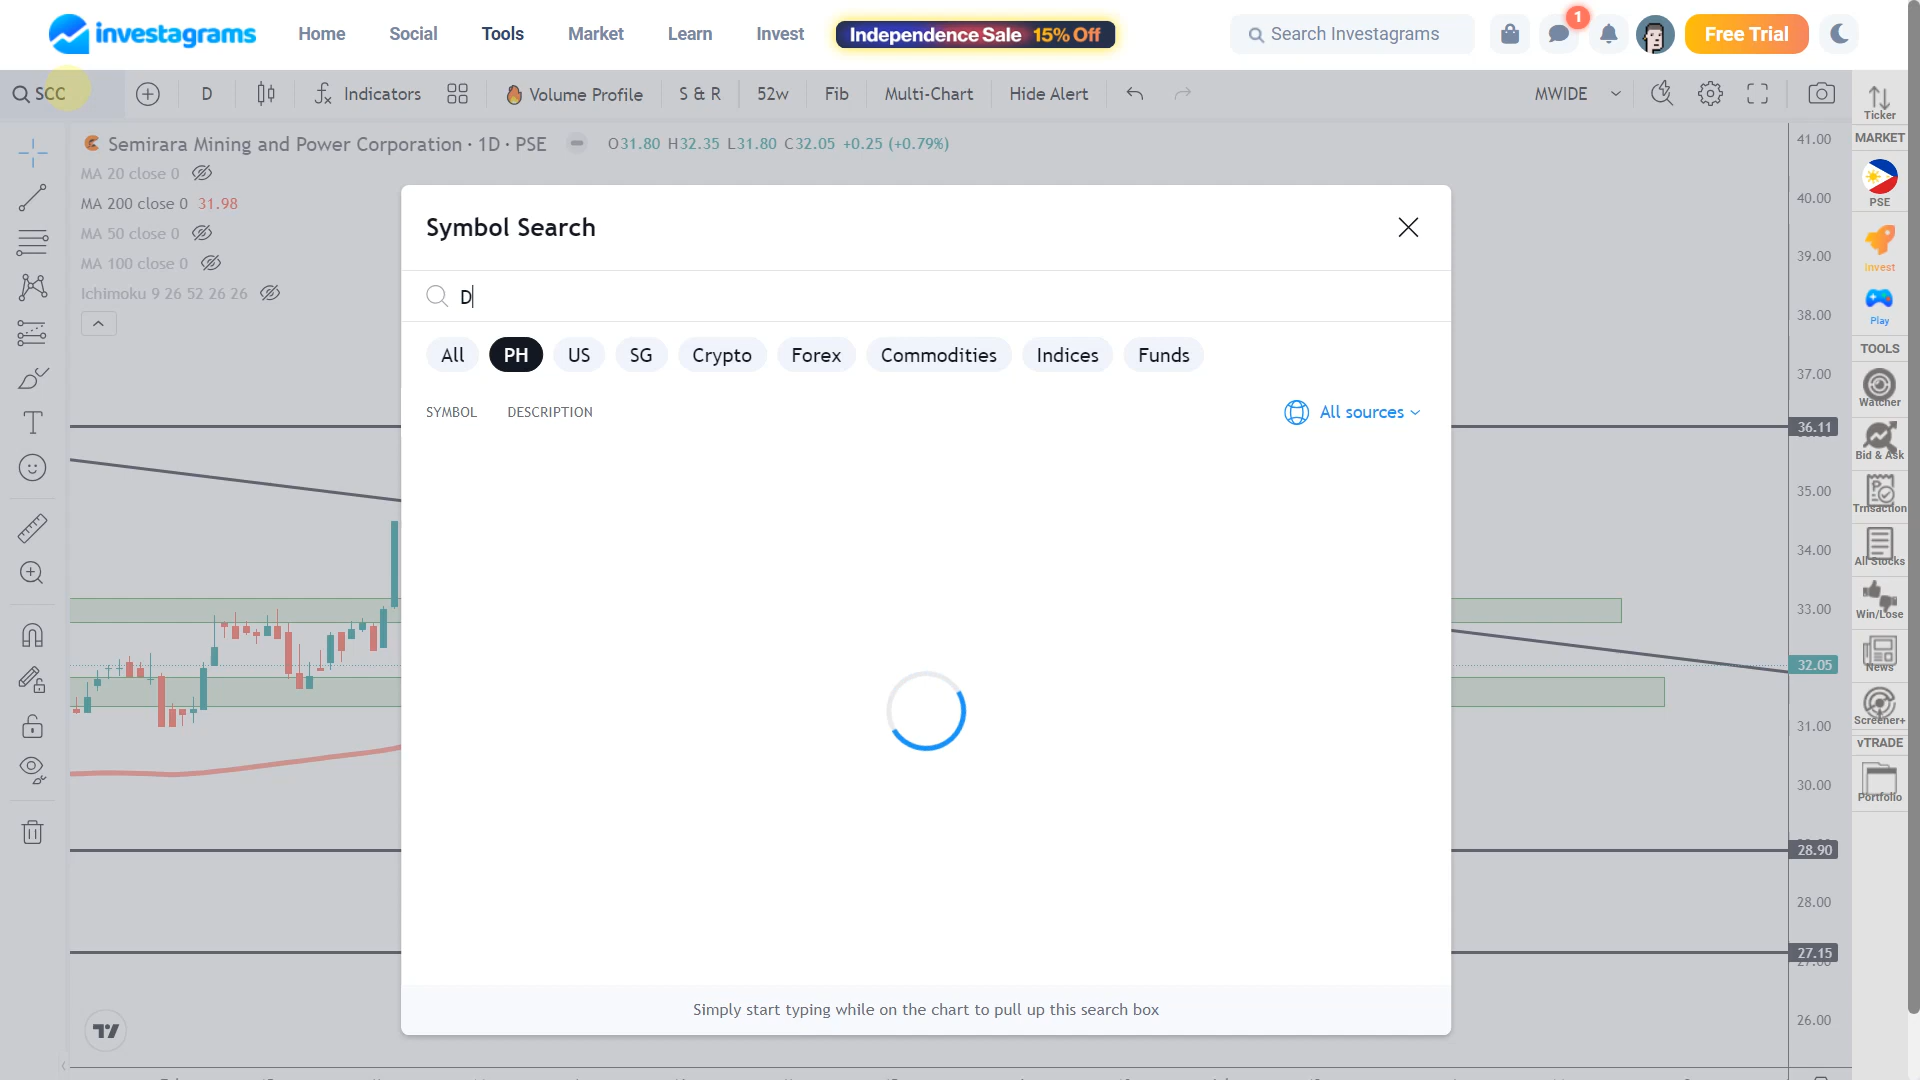 investagrams
Home
Social
Tools
Market
Learn
Invest
Independence Sale 15% Off
Search Investagrams
1
Free Trial
SCC
D
Indicators
Volume Profile
S & R
52w
Fib
Multi-Chart
Hide Alert
MWIDE
Ticker
MARKET
PSE
Invest
Play
TOOLS
Watcher
Bid & Ask
Trnsaction
All Stocks
Win/Lose
News
Screener+
vTRADE
Portfolio
Semirara Mining and Power Corporation · 1D · PSE
O31.80 H32.35 L31.80 C32.05 +0.25 (+0.79%)
MA 20 close 0
MA 200 close 0 31.98
MA 50 close 0
MA 100 close 0
Ichimoku 9 26 52 26 26
Symbol Search
D
All
PH
US
SG
Crypto
Forex
Commodities
Indices
Funds
SYMBOL
DESCRIPTION
All sources
Simply start typing while on the chart to pull up this search box
41.00
40.00
39.00
38.00
37.00
36.11
35.00
34.00
33.00
32.05
31.00
30.00
28.90
28.00
27.15
26.00